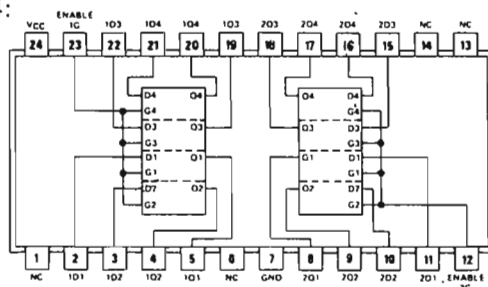 ENABLE
VCC 1G 1D3 1D4 1Q4 1Q3 2Q3 2Q4 2D4 2D3 NC NC
24 23 22 21 20 19 18 17 16 15 14 13
D4 Q4 Q4 D4
G4 G4
D3 Q3 Q3 D3
G3 G3
D1 Q1 Q1 D1
G1 G1
D2 Q2 Q2 D2
G2 G2
1 2 3 4 5 6 7 8 9 10 11 12
NC 1D1 1D2 1Q2 1Q1 NC GND 2Q1 2Q2 2D2 2D1 ENABLE